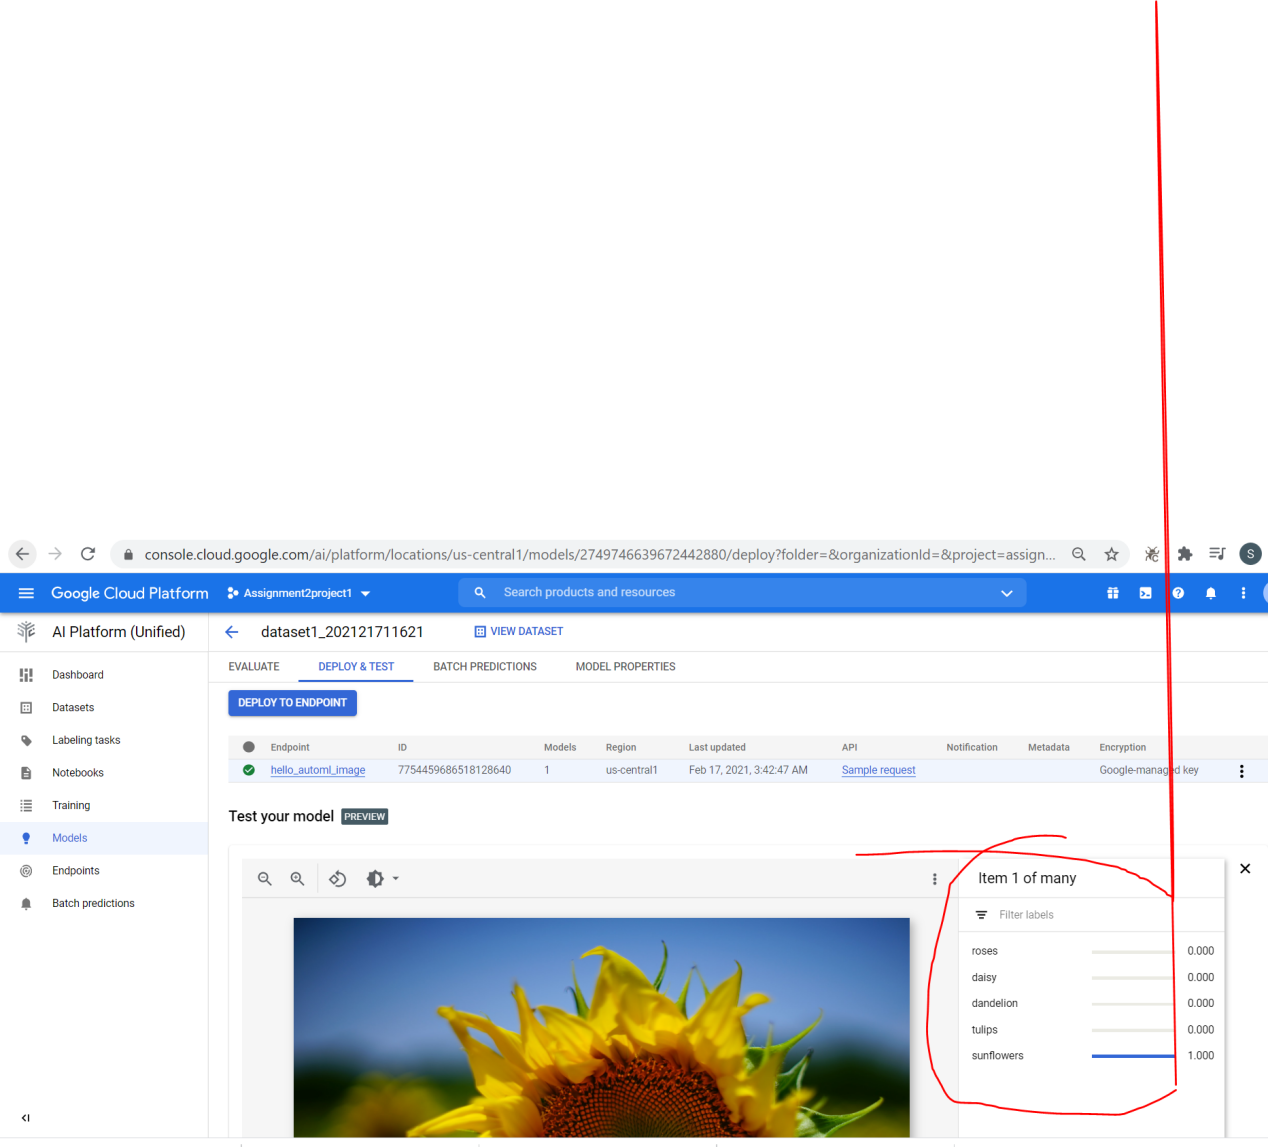 console.cloud.google.com/ai/platform/locations/us-central1/models/2749746639672442880/deploy?folder=&organizationId=&project=assign...
S
Google Cloud Platform Assignment2project1 Search products and resources
AI Platform (Unified) dataset1_202121711621 VIEW DATASET
EVALUATE DEPLOY & TEST BATCH PREDICTIONS MODEL PROPERTIES
Dashboard
Datasets
Labeling tasks
Notebooks
Training
Models
Endpoints
Batch predictions
DEPLOY TO ENDPOINT
Endpoint ID Models Region Last updated API Notification Metadata Encryption
hello_automl_image 7754459686518128640 1 us-central1 Feb 17, 2021, 3:42:47 AM Sample request Google-managed key
Test your model PREVIEW
Item 1 of many
Filter labels
roses 0.000
daisy 0.000
dandelion 0.000
tulips 0.000
sunflowers 1.000